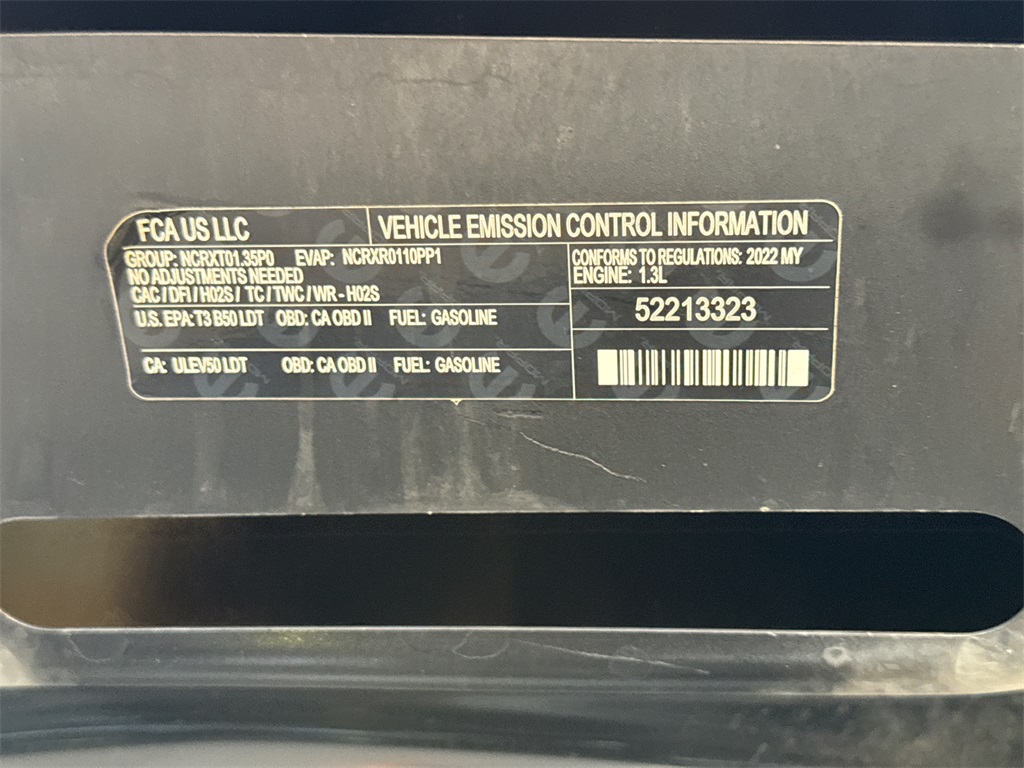 FCA US LLC
VEHICLE EMISSION CONTROL INFORMATION
GROUP: NCRXT01.35P0 EVAP: NCRXR0110PP1
NO ADJUSTMENTS NEEDED
CAC / DFI / H02S / TC / TWC / WR - H02S
U.S. EPA: T3 B50 LDT OBD: CA OBD II FUEL: GASOLINE
CA: ULEV50 LDT OBD: CA OBD II FUEL: GASOLINE
CONFORMS TO REGULATIONS: 2022 MY
ENGINE: 1.3L
52213323